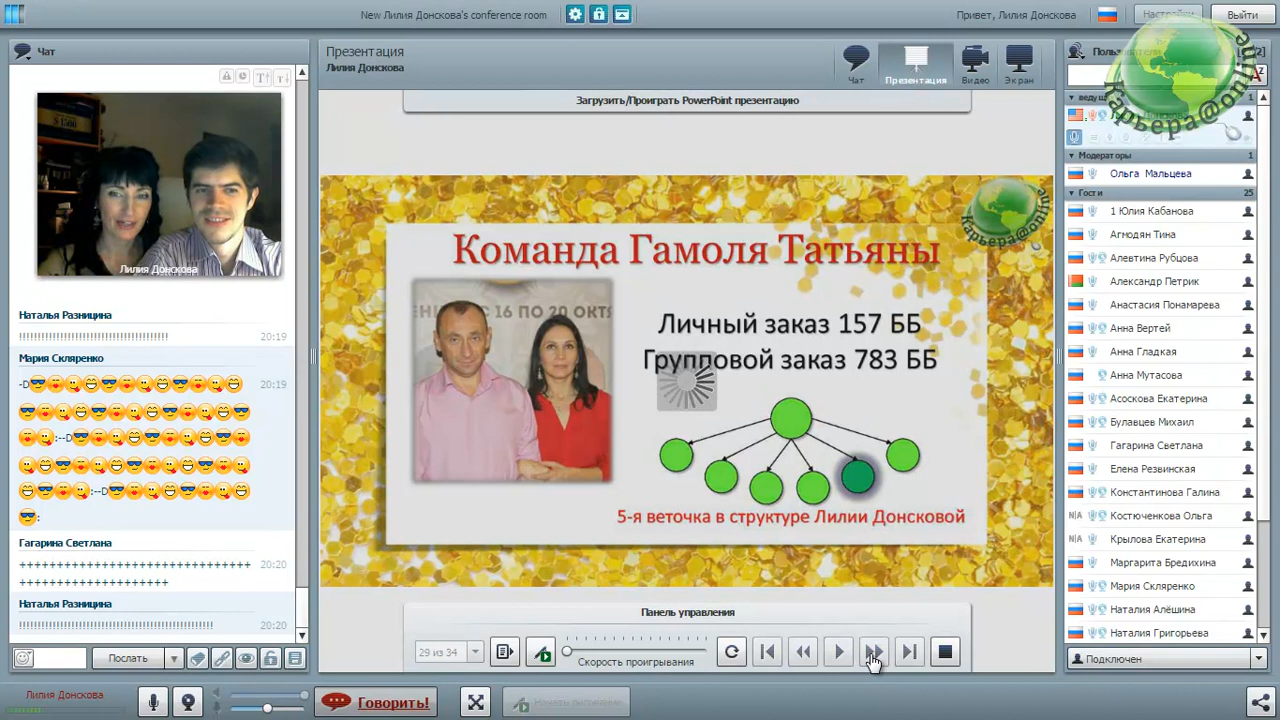 New Лилия Донскова's conference room
Привет, Лилия Донскова
Настройки
Выйти
Чат
Лилия Донскова
Наталья Разницина
!!!!!!!!!!!!!!!!!!!!!!!!!!!!!!!!!!!!!
20:19
Мария Скляренко
20:19
Гагарина Светлана
20:20
Наталья Разницина
20:20
Послать
Презентация
Лилия Донскова
Чат
Презентация
Видео
Экран
Загрузить/Проиграть PowerPoint презентацию
Карьера@online
Команда Гамоля Татьяны
Личный заказ 157 ББ
Групповой заказ 783 ББ
5-я веточка в структуре Лилии Донсковой
Панель управления
29 из 34
Скорость проигрывания
Карьера@online
1
Модераторы
1
Ольга Мальцева
Гости
25
1 Юлия Кабанова
Агмодян Тина
Алевтина Рубцова
Александр Петрик
Анастасия Понамарева
Анна Вертей
Анна Гладкая
Анна Мутасова
Асоскова Екатерина
Булавцев Михаил
Гагарина Светлана
Елена Резвинская
Константинова Галина
N/A Костюченкова Ольга
N/A Крылова Екатерина
Маргарита Бредихина
Мария Скляренко
Наталия Алёшина
Наталия Григорьева
Подключен
Лилия Донскова
Говорить!